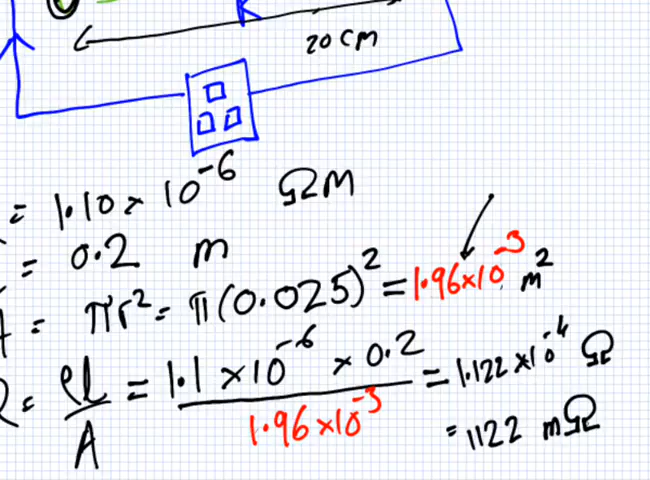 20 CM
= 1.10 × 10⁻⁶ ΩM
= 0.2 m
A = πr² = π(0.025)² = 1.96×10⁻³ m²
R = ρl/A = 1.1 × 10⁻⁶ × 0.2 / 1.96 × 10⁻³ = 1.122 × 10⁻⁴ Ω
= 1122 mΩ